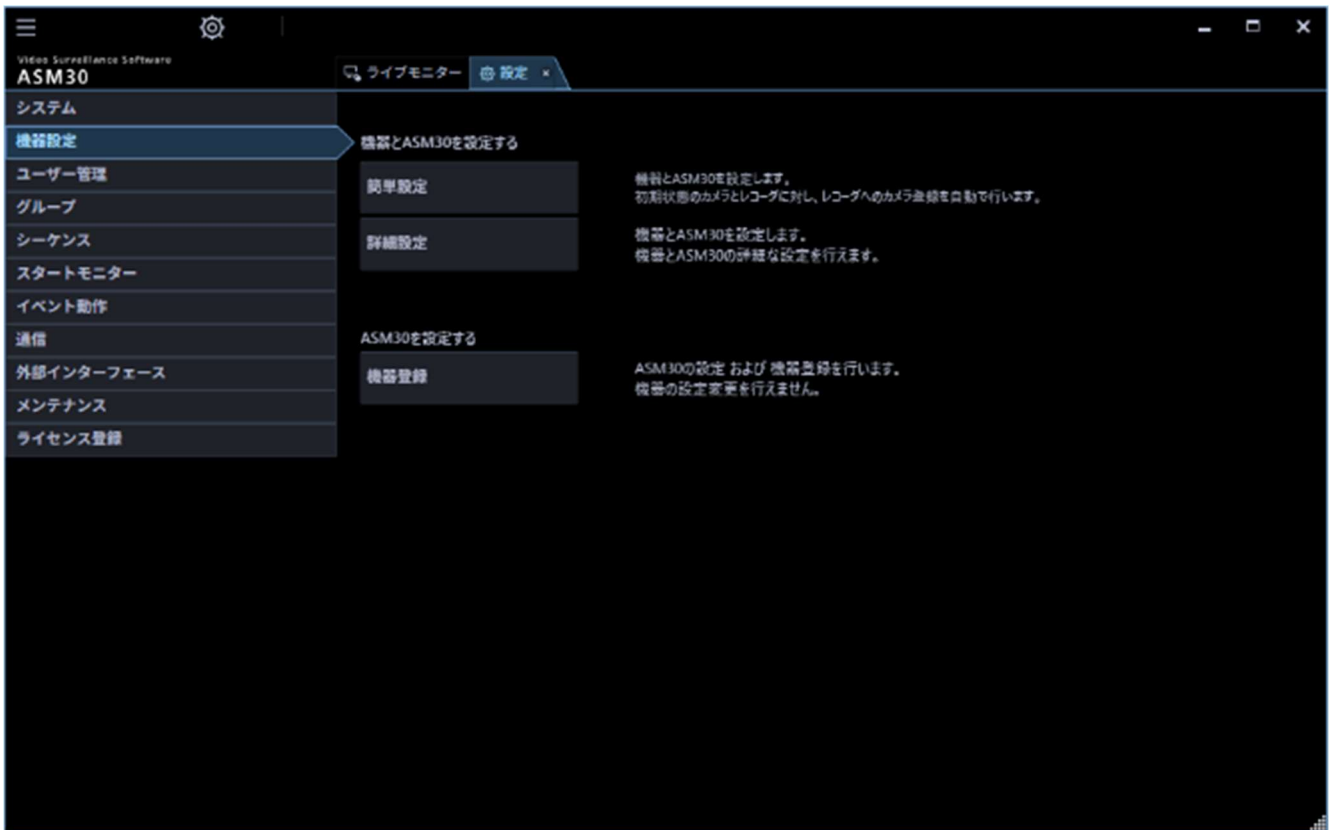 Video Surveillance Software
ASM30
ライブモニター
設定
システム
機器設定
ユーザー管理
グループ
シーケンス
スタートモニター
イベント動作
通信
外部インターフェース
メンテナンス
ライセンス登録
機器とASM30を設定する
簡単設定
機器とASM30を設定します。
初期状態のカメラとレコーダに対し、レコーダへのカメラ登録を自動で行います。
詳細設定
機器とASM30を設定します。
機器とASM30の詳細な設定を行えます。
ASM30を設定する
機器登録
ASM30の設定 および 機器登録を行います。
機器の設定変更を行えません。